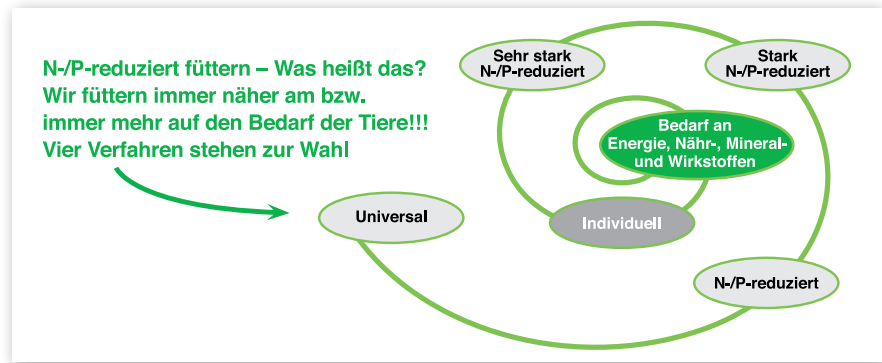 N-/P-reduziert füttern – Was heißt das?
Wir füttern immer näher am bzw.
immer mehr auf den Bedarf der Tiere!!!
Vier Verfahren stehen zur Wahl
Universal
N-/P-reduziert
Stark
N-/P-reduziert
Sehr stark
N-/P-reduziert
Individuell
Bedarf an
Energie, Nähr-, Mineral-
und Wirkstoffen